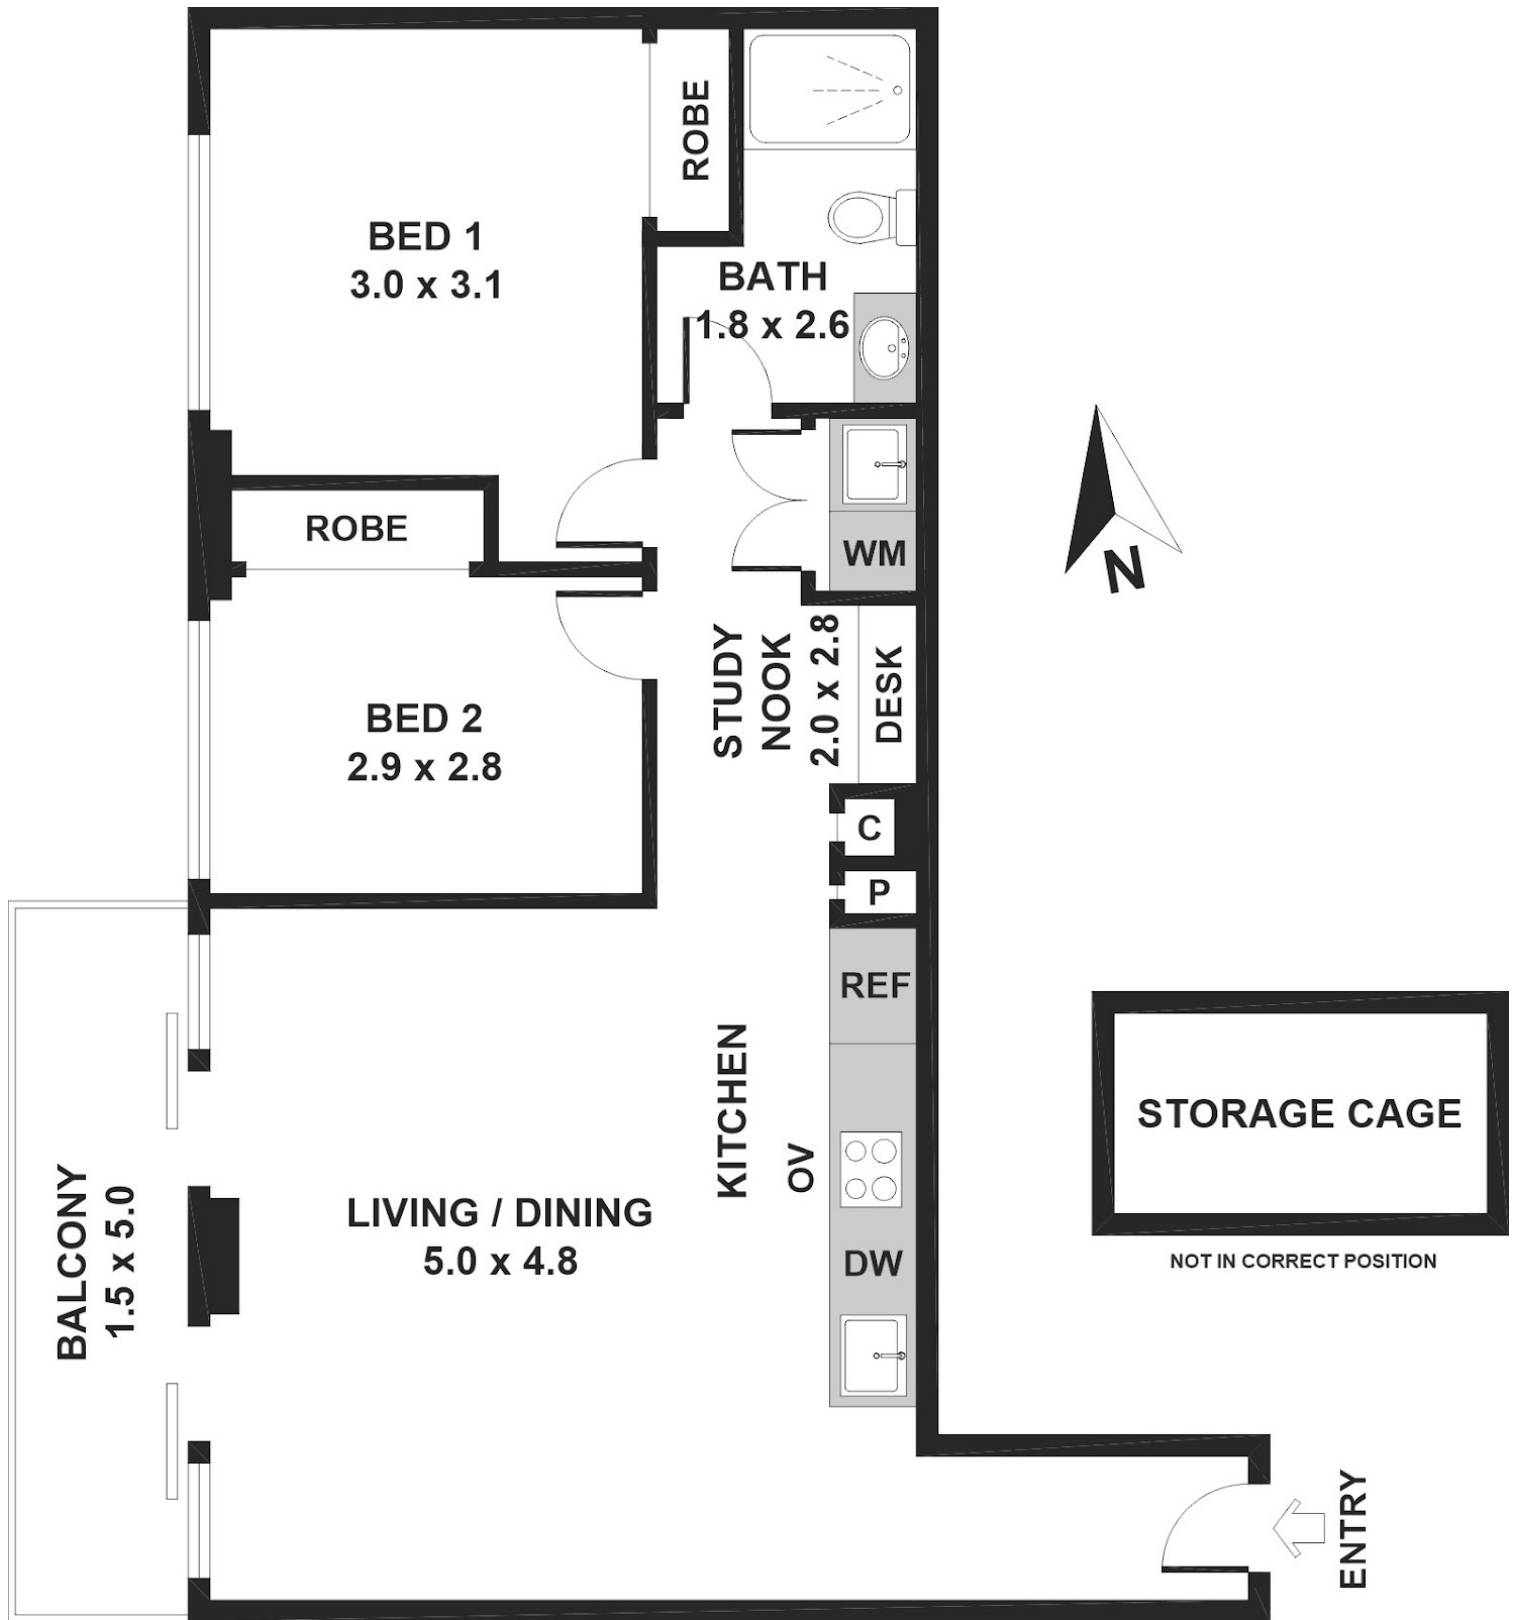 ROBE
BED 1
3.0 x 3.1
BATH
1.8 x 2.6
ROBE
WM
N
BED 2
2.9 x 2.8
STUDY
NOOK
2.0 x 2.8
DESK
C
P
REF
KITCHEN
OV
DW
LIVING / DINING
5.0 x 4.8
BALCONY
1.5 x 5.0
STORAGE CAGE
NOT IN CORRECT POSITION
ENTRY